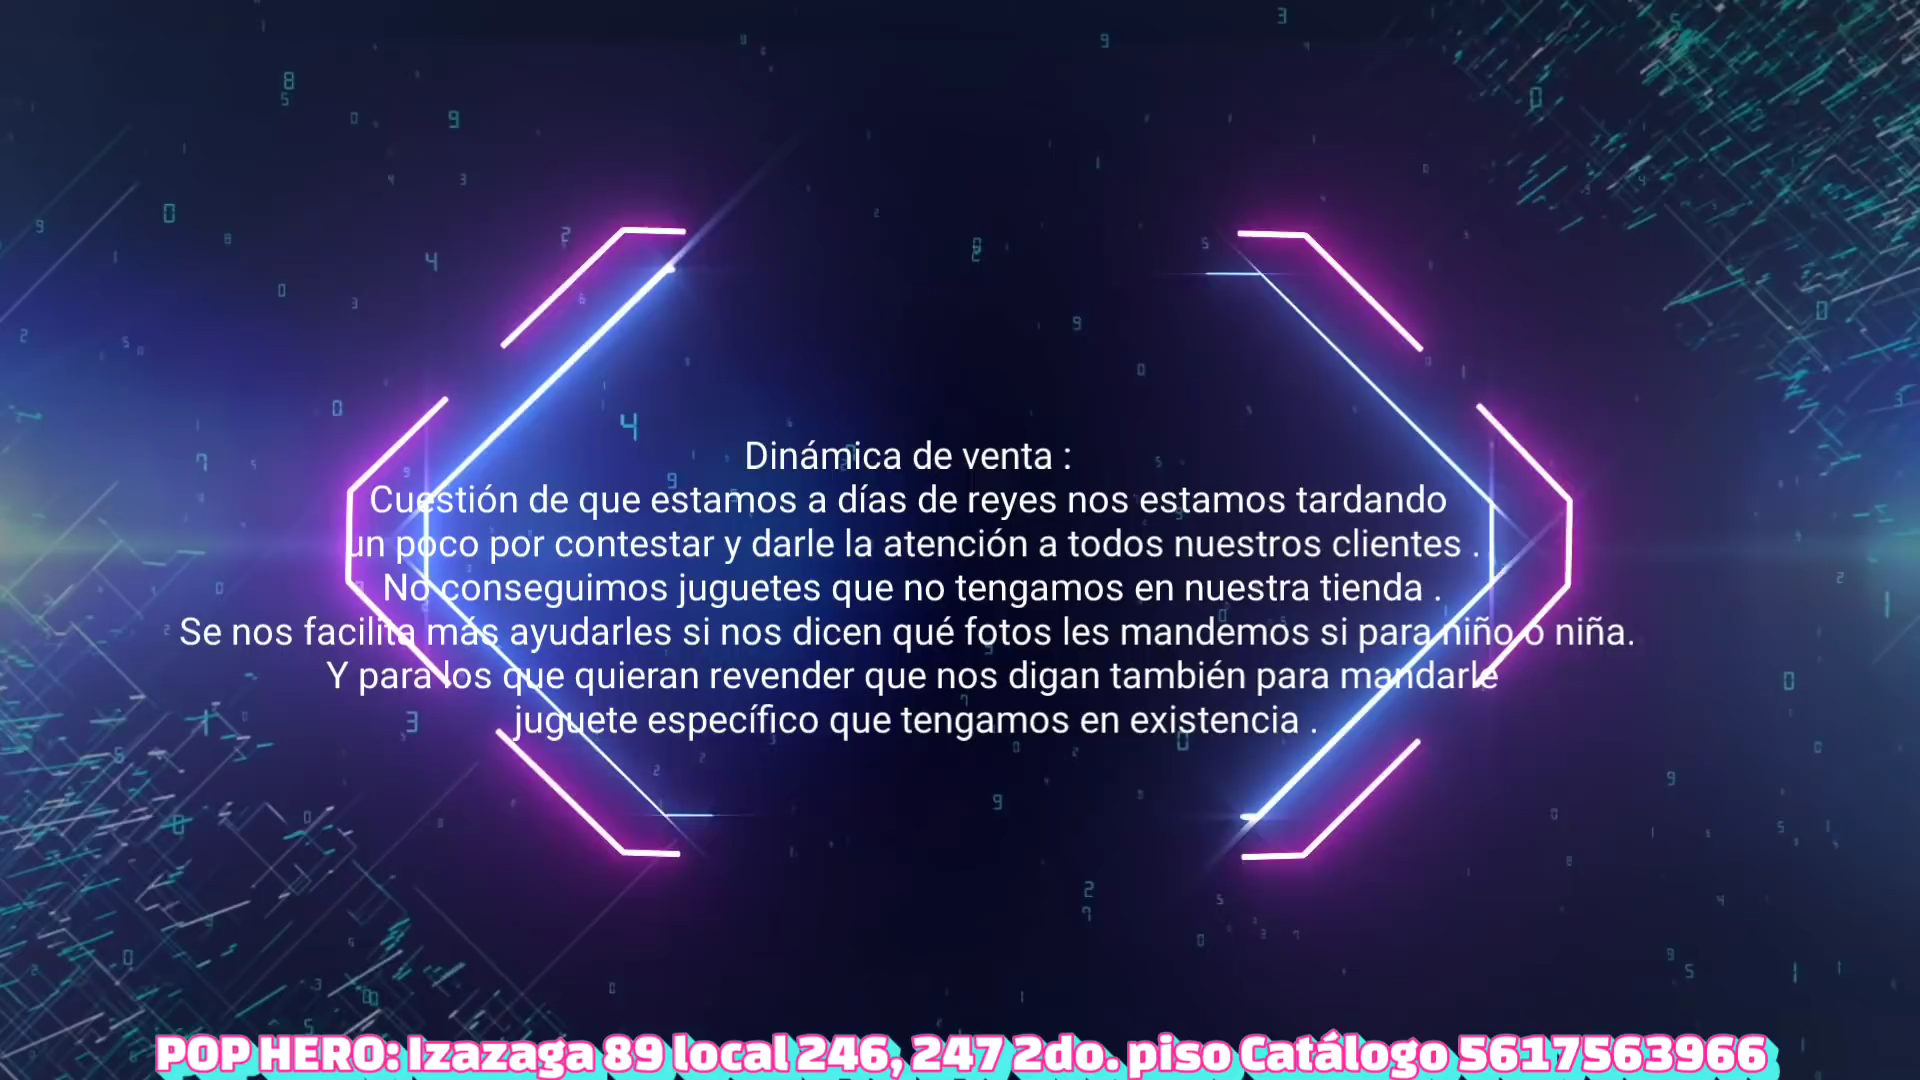 Dinámica de venta :
Cuestión de que estamos a días de reyes nos estamos tardando
un poco por contestar y darle la atención a todos nuestros clientes .
No conseguimos juguetes que no tengamos en nuestra tienda .
Se nos facilita más ayudarles si nos dicen qué fotos les mandemos si para niño o niña.
Y para los que quieran revender que nos digan también para mandarle
juguete específico que tengamos en existencia .
POP HERO: Izazaga 89 local 246, 247 2do. piso Catálogo 5617563966